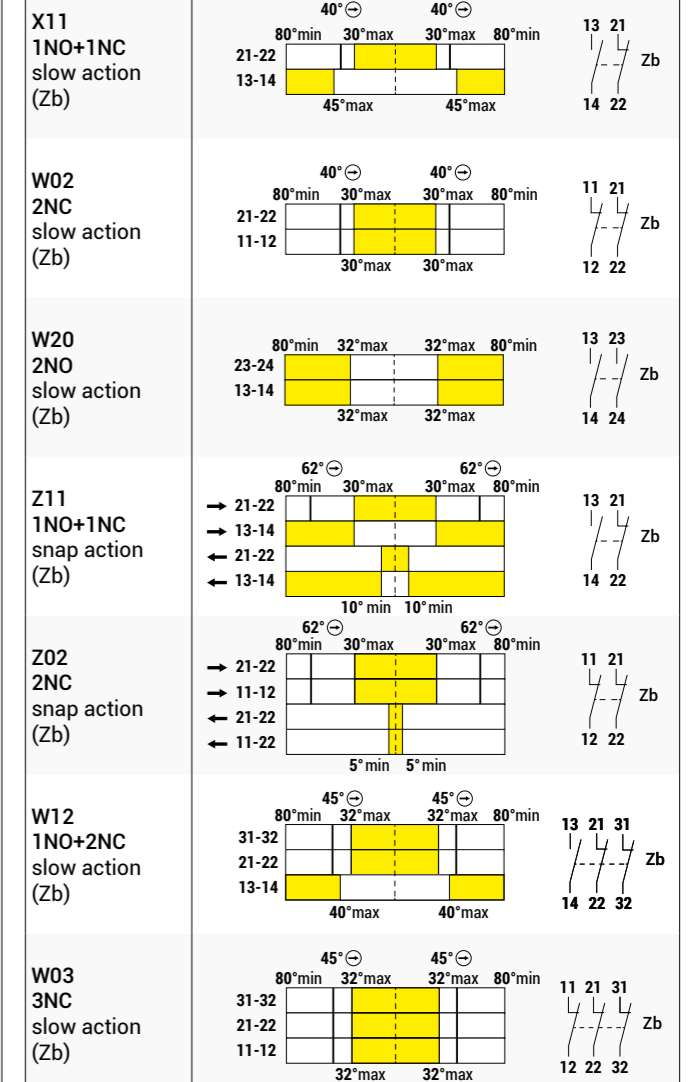 X11
1NO+1NC
slow action
(Zb)
40° → 40° →
80°min 30°max 30°max 80°min
21-22
13-14
45°max 45°max
13 21
Zb
14 22
W02
2NC
slow action
(Zb)
40° → 40° →
80°min 30°max 30°max 80°min
21-22
11-12
30°max 30°max
11 21
Zb
12 22
W20
2NO
slow action
(Zb)
80°min 32°max 32°max 80°min
23-24
13-14
32°max 32°max
13 23
Zb
14 24
Z11
1NO+1NC
snap action
(Zb)
62° → 62° →
80°min 30°max 30°max 80°min
→ 21-22
→ 13-14
← 21-22
← 13-14
10° min 10° min
13 21
Zb
14 22
Z02
2NC
snap action
(Zb)
62° → 62° →
80°min 30°max 30°max 80°min
→ 21-22
→ 11-12
← 21-22
← 11-22
5° min 5° min
11 21
Zb
12 22
W12
1NO+2NC
slow action
(Zb)
45° → 45° →
80°min 32°max 32°max 80°min
31-32
21-22
13-14
40°max 40°max
13 21 31
Zb
14 22 32
W03
3NC
slow action
(Zb)
45° → 45° →
80°min 32°max 32°max 80°min
31-32
21-22
11-12
32°max 32°max
11 21 31
Zb
12 22 32